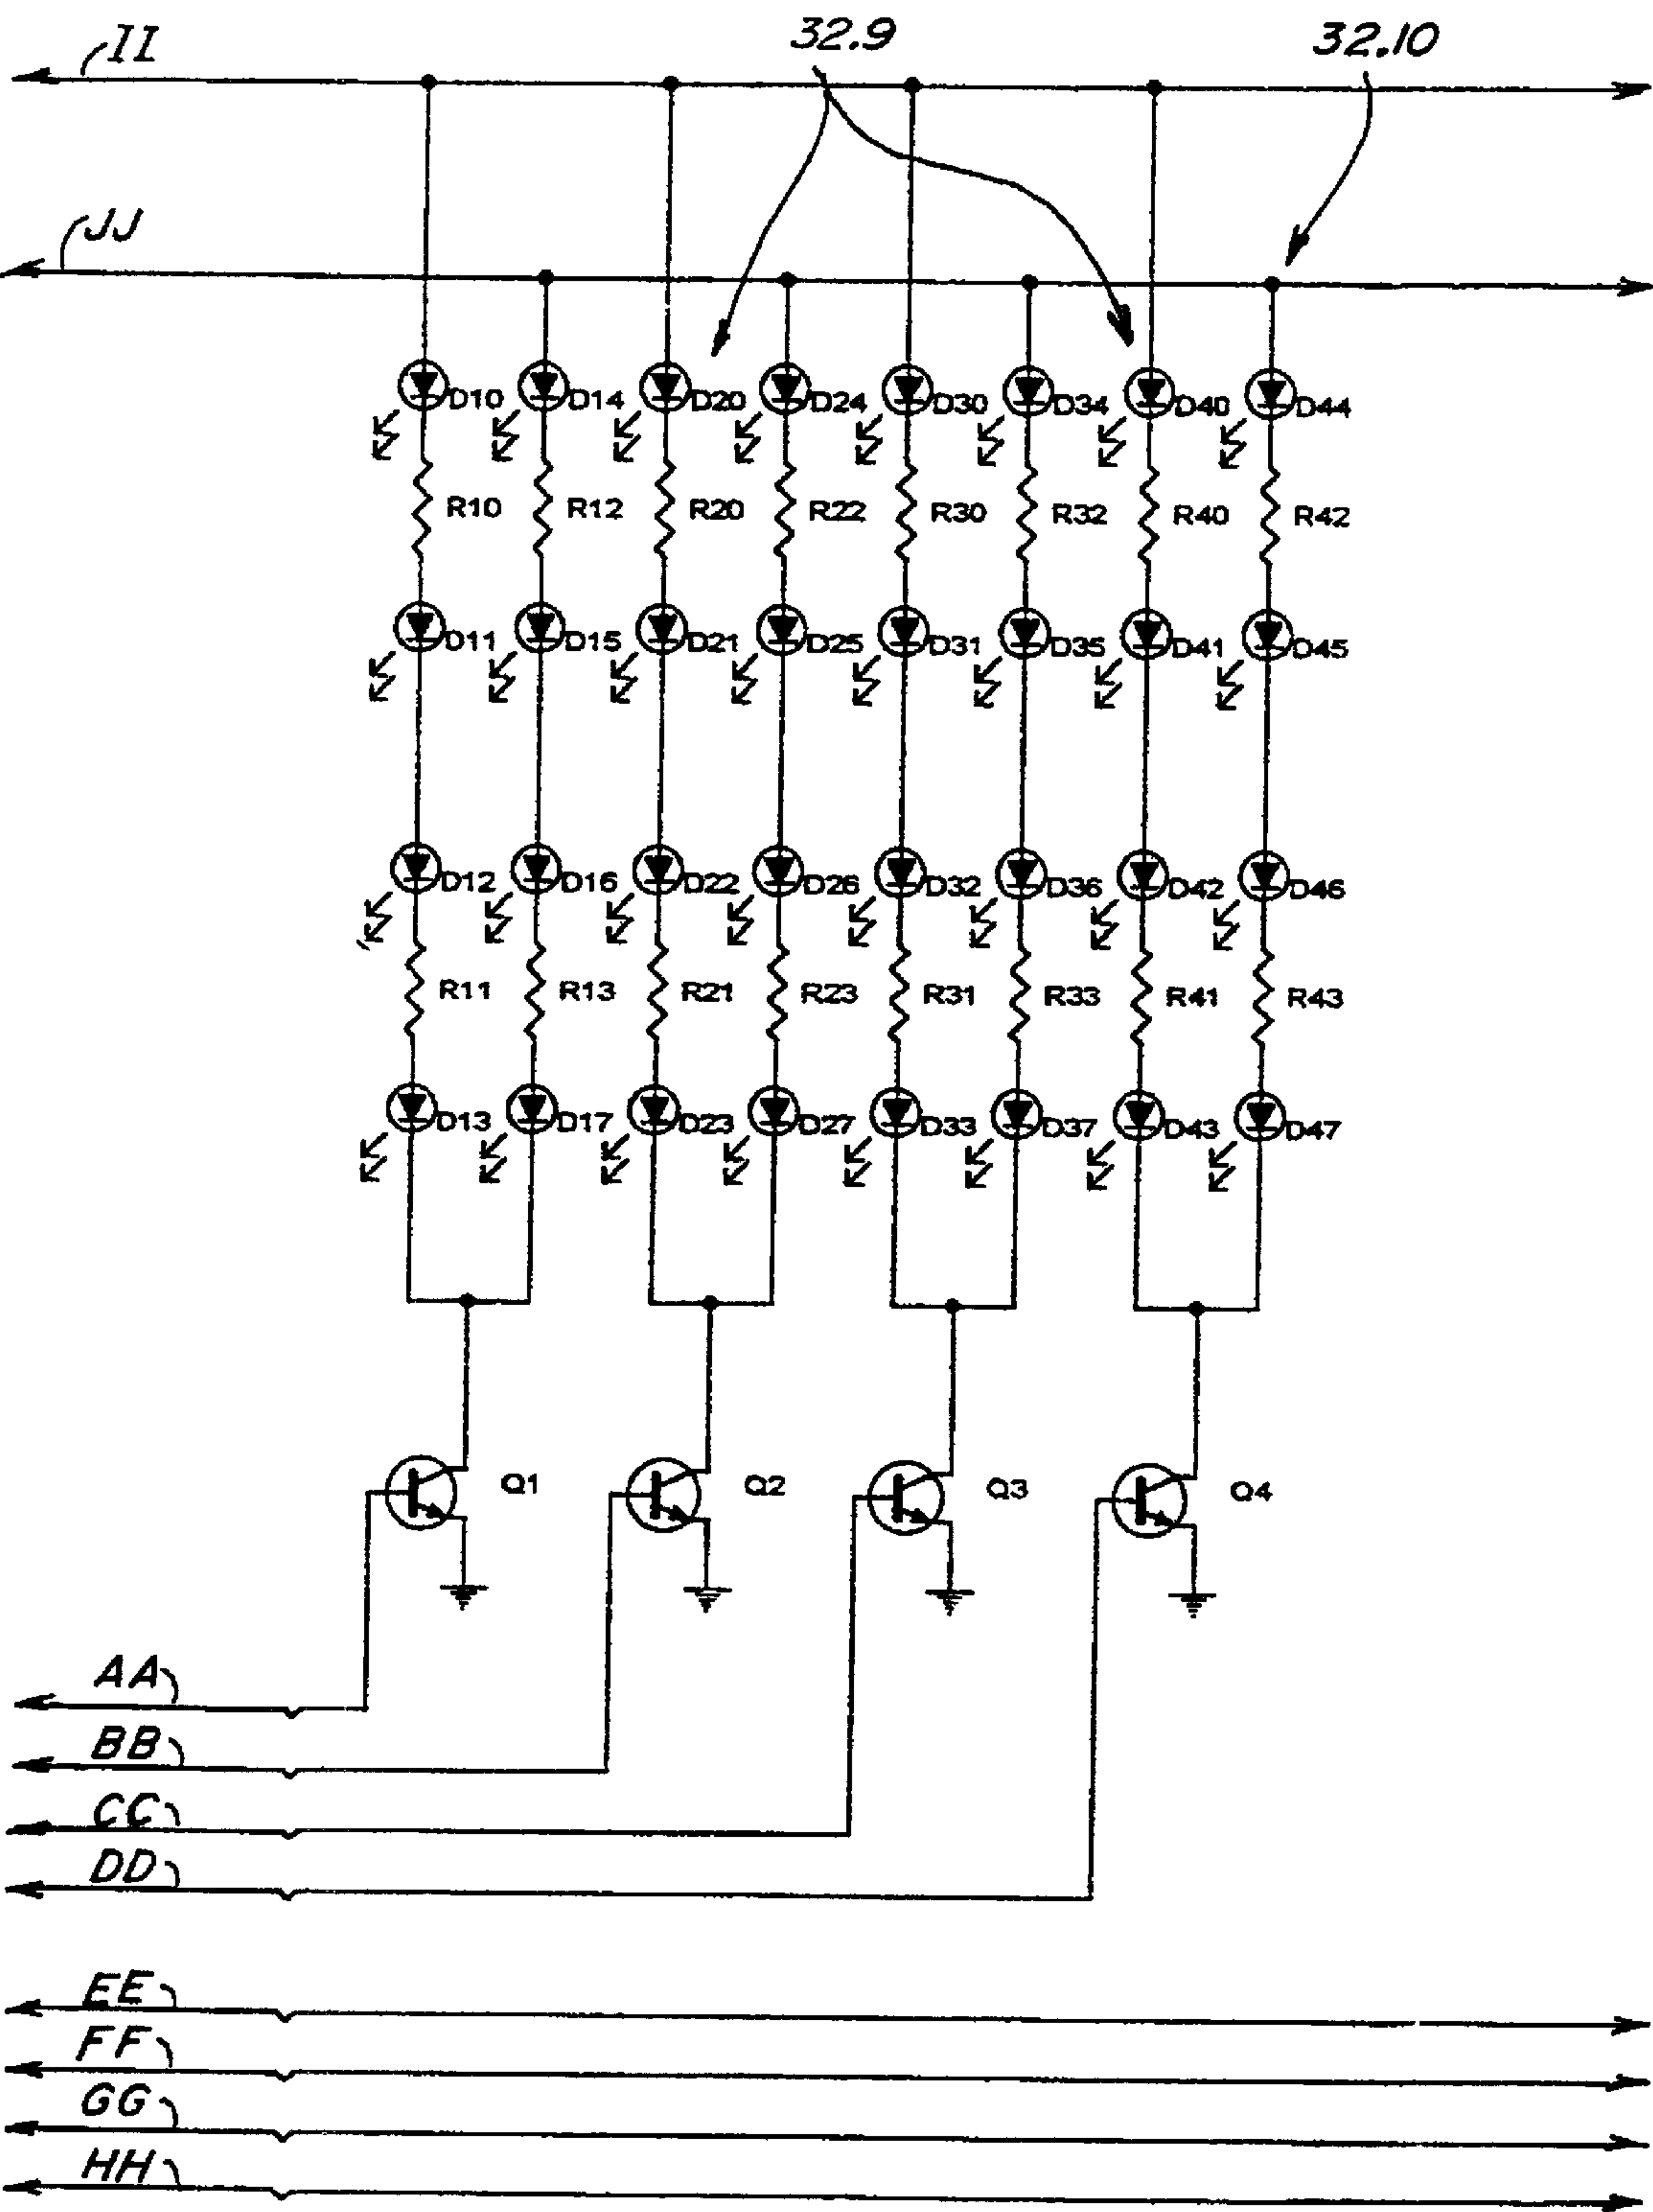 II 32.9 32.10
JJ
D10 D14 D20 D24 D30 D34 D40 D44
R10 R12 R20 R22 R30 R32 R40 R42
D11 D15 D21 D25 D31 D35 D41 D45
D12 D16 D22 D26 D32 D36 D42 D46
R11 R13 R21 R23 R31 R33 R41 R43
D13 D17 D23 D27 D33 D37 D43 D47
Q1 Q2 Q3 Q4
AA
BB
CC
DD
EE
FF
GG
HH